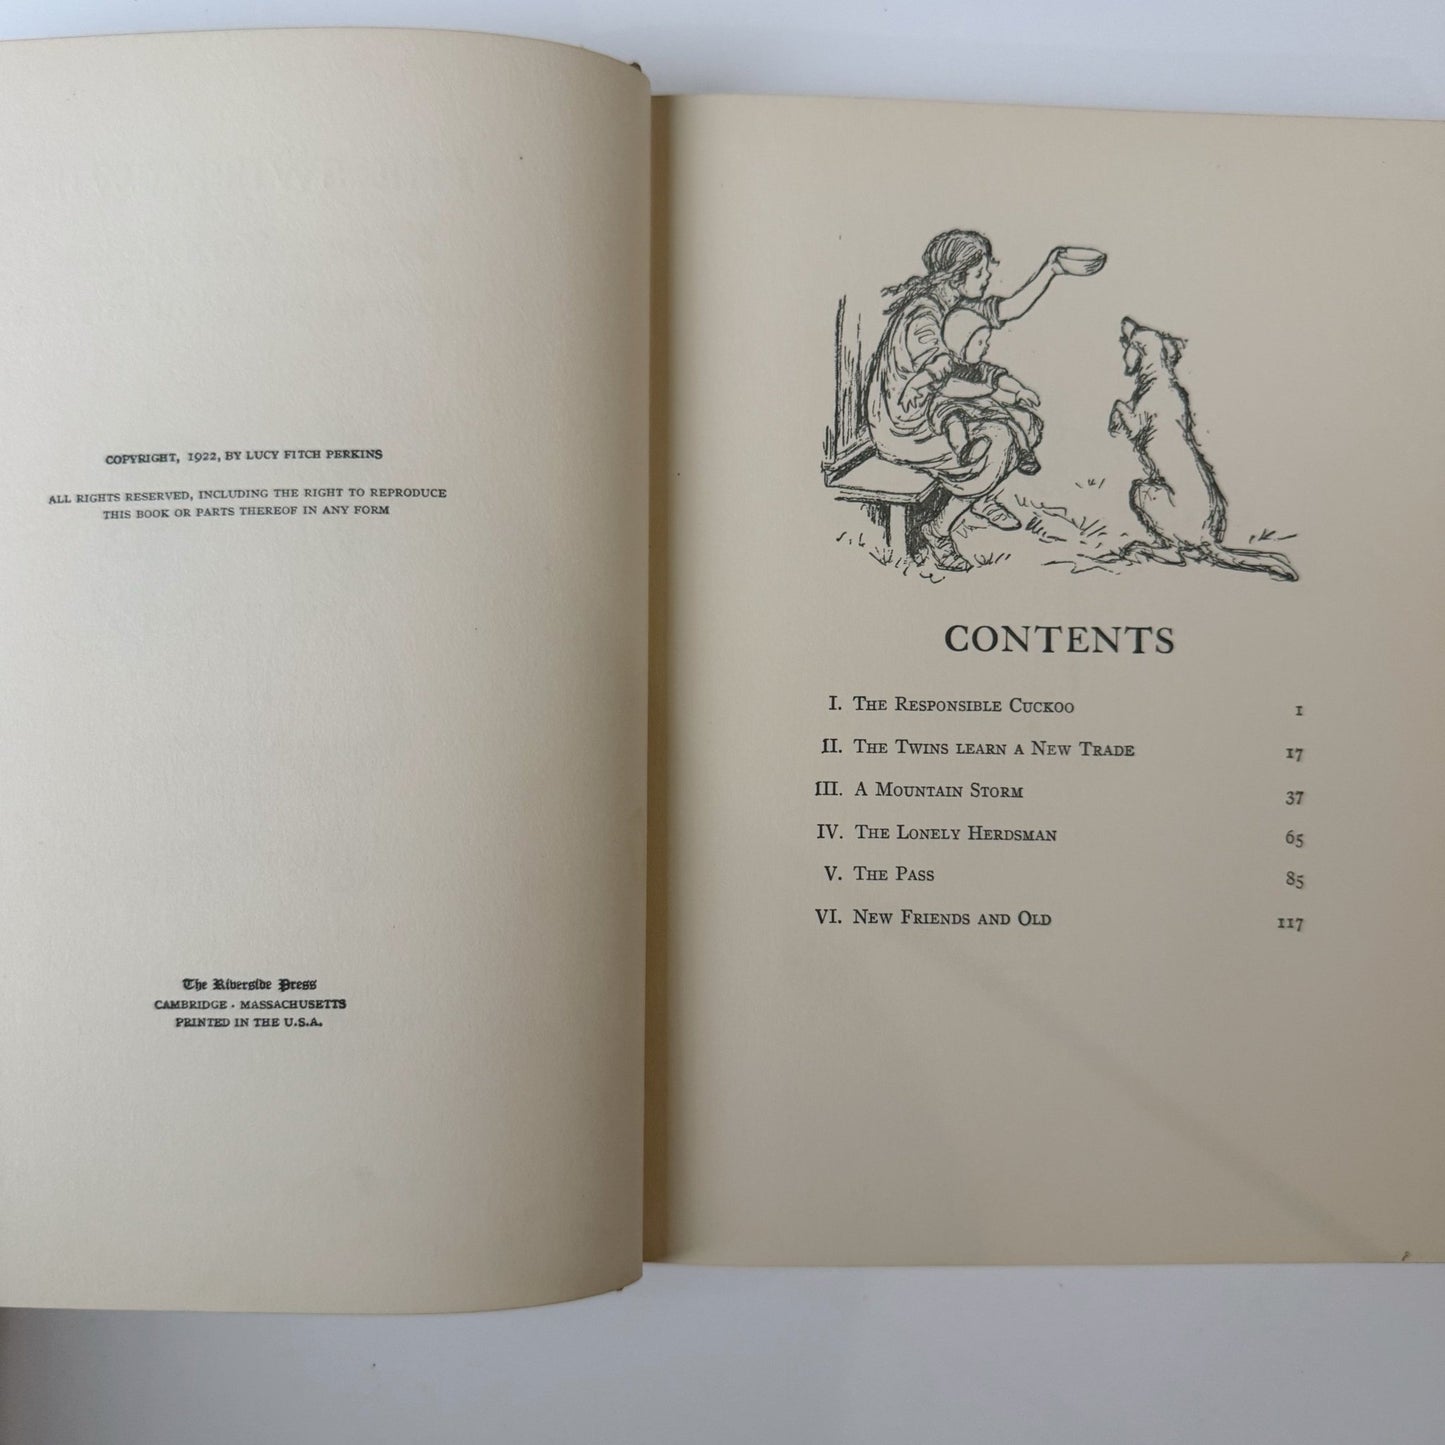 COPYRIGHT, 1922, BY LUCY FITCH PERKINS
ALL RIGHTS RESERVED, INCLUDING THE RIGHT TO REPRODUCE
THIS BOOK OR PARTS THEREOF IN ANY FORM
The Riverside Press
CAMBRIDGE · MASSACHUSETTS
PRINTED IN THE U.S.A.
CONTENTS
I. The Responsible Cuckoo 1
II. The Twins learn a New Trade 17
III. A Mountain Storm 37
IV. The Lonely Herdsman 65
V. The Pass 85
VI. New Friends and Old 117